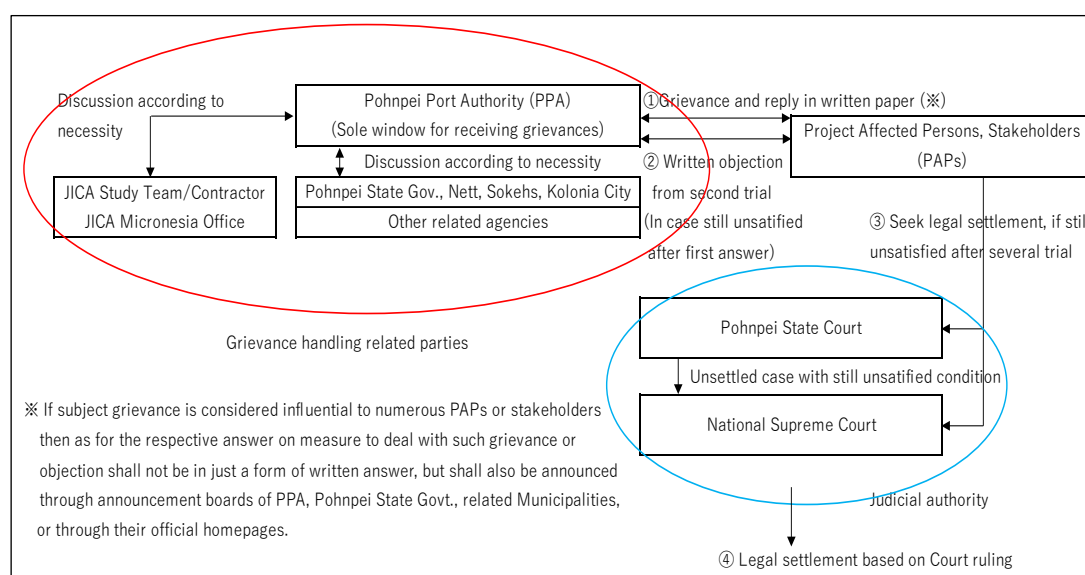 Discussion according to
necessity
Pohnpei Port Authority (PPA)
(Sole window for receiving grievances)
①Grievance and reply in written paper (※)
Project Affected Persons, Stakeholders
(PAPs)
Discussion according to necessity
② Written objection
from second trial
(In case still unsatified
after first answer)
JICA Study Team/Contractor
JICA Micronesia Office
Pohnpei State Gov., Nett, Sokehs, Kolonia City
Other related agencies
③ Seek legal settlement, if stil
unsatisfied after several trial
Grievance handling related parties
Pohnpei State Court
Unsettled case with still unsatified condition
National Supreme Court
※ If subject grievance is considered influential to numerous PAPs or stakeholders
then as for the respective answer on measure to deal with such grievance or
objection shall not be in just a form of written answer, but shall also be announced
through announcement boards of PPA, Pohnpei State Govt., related Municipalities,
or through their official homepages.
Judicial authority
④ Legal settlement based on Court ruling